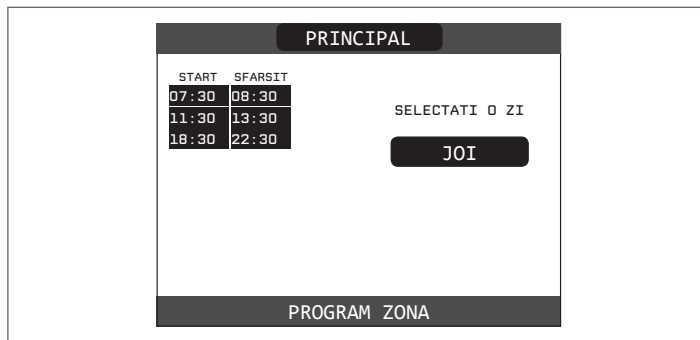 PRINCIPAL
START SFARSIT
07:30 08:30
11:30 13:30
18:30 22:30
SELECTATI O ZI
JOI
PROGRAM ZONA